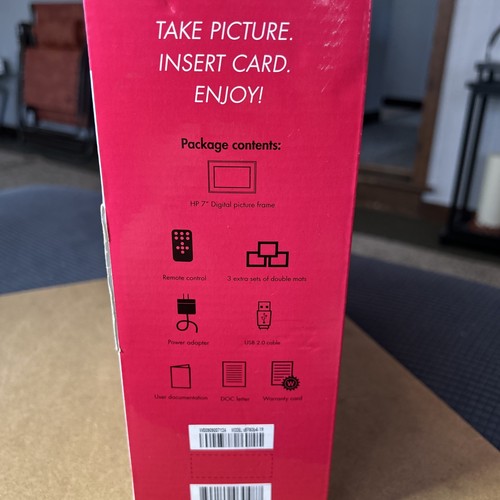 TAKE PICTURE.
INSERT CARD.
ENJOY!
Package contents:
HP 7" Digital picture frame
Remote control
3 extra sets of double mats
Power adapter
USB 2.0 cable
W
User documentation
DOC letter
Warranty card